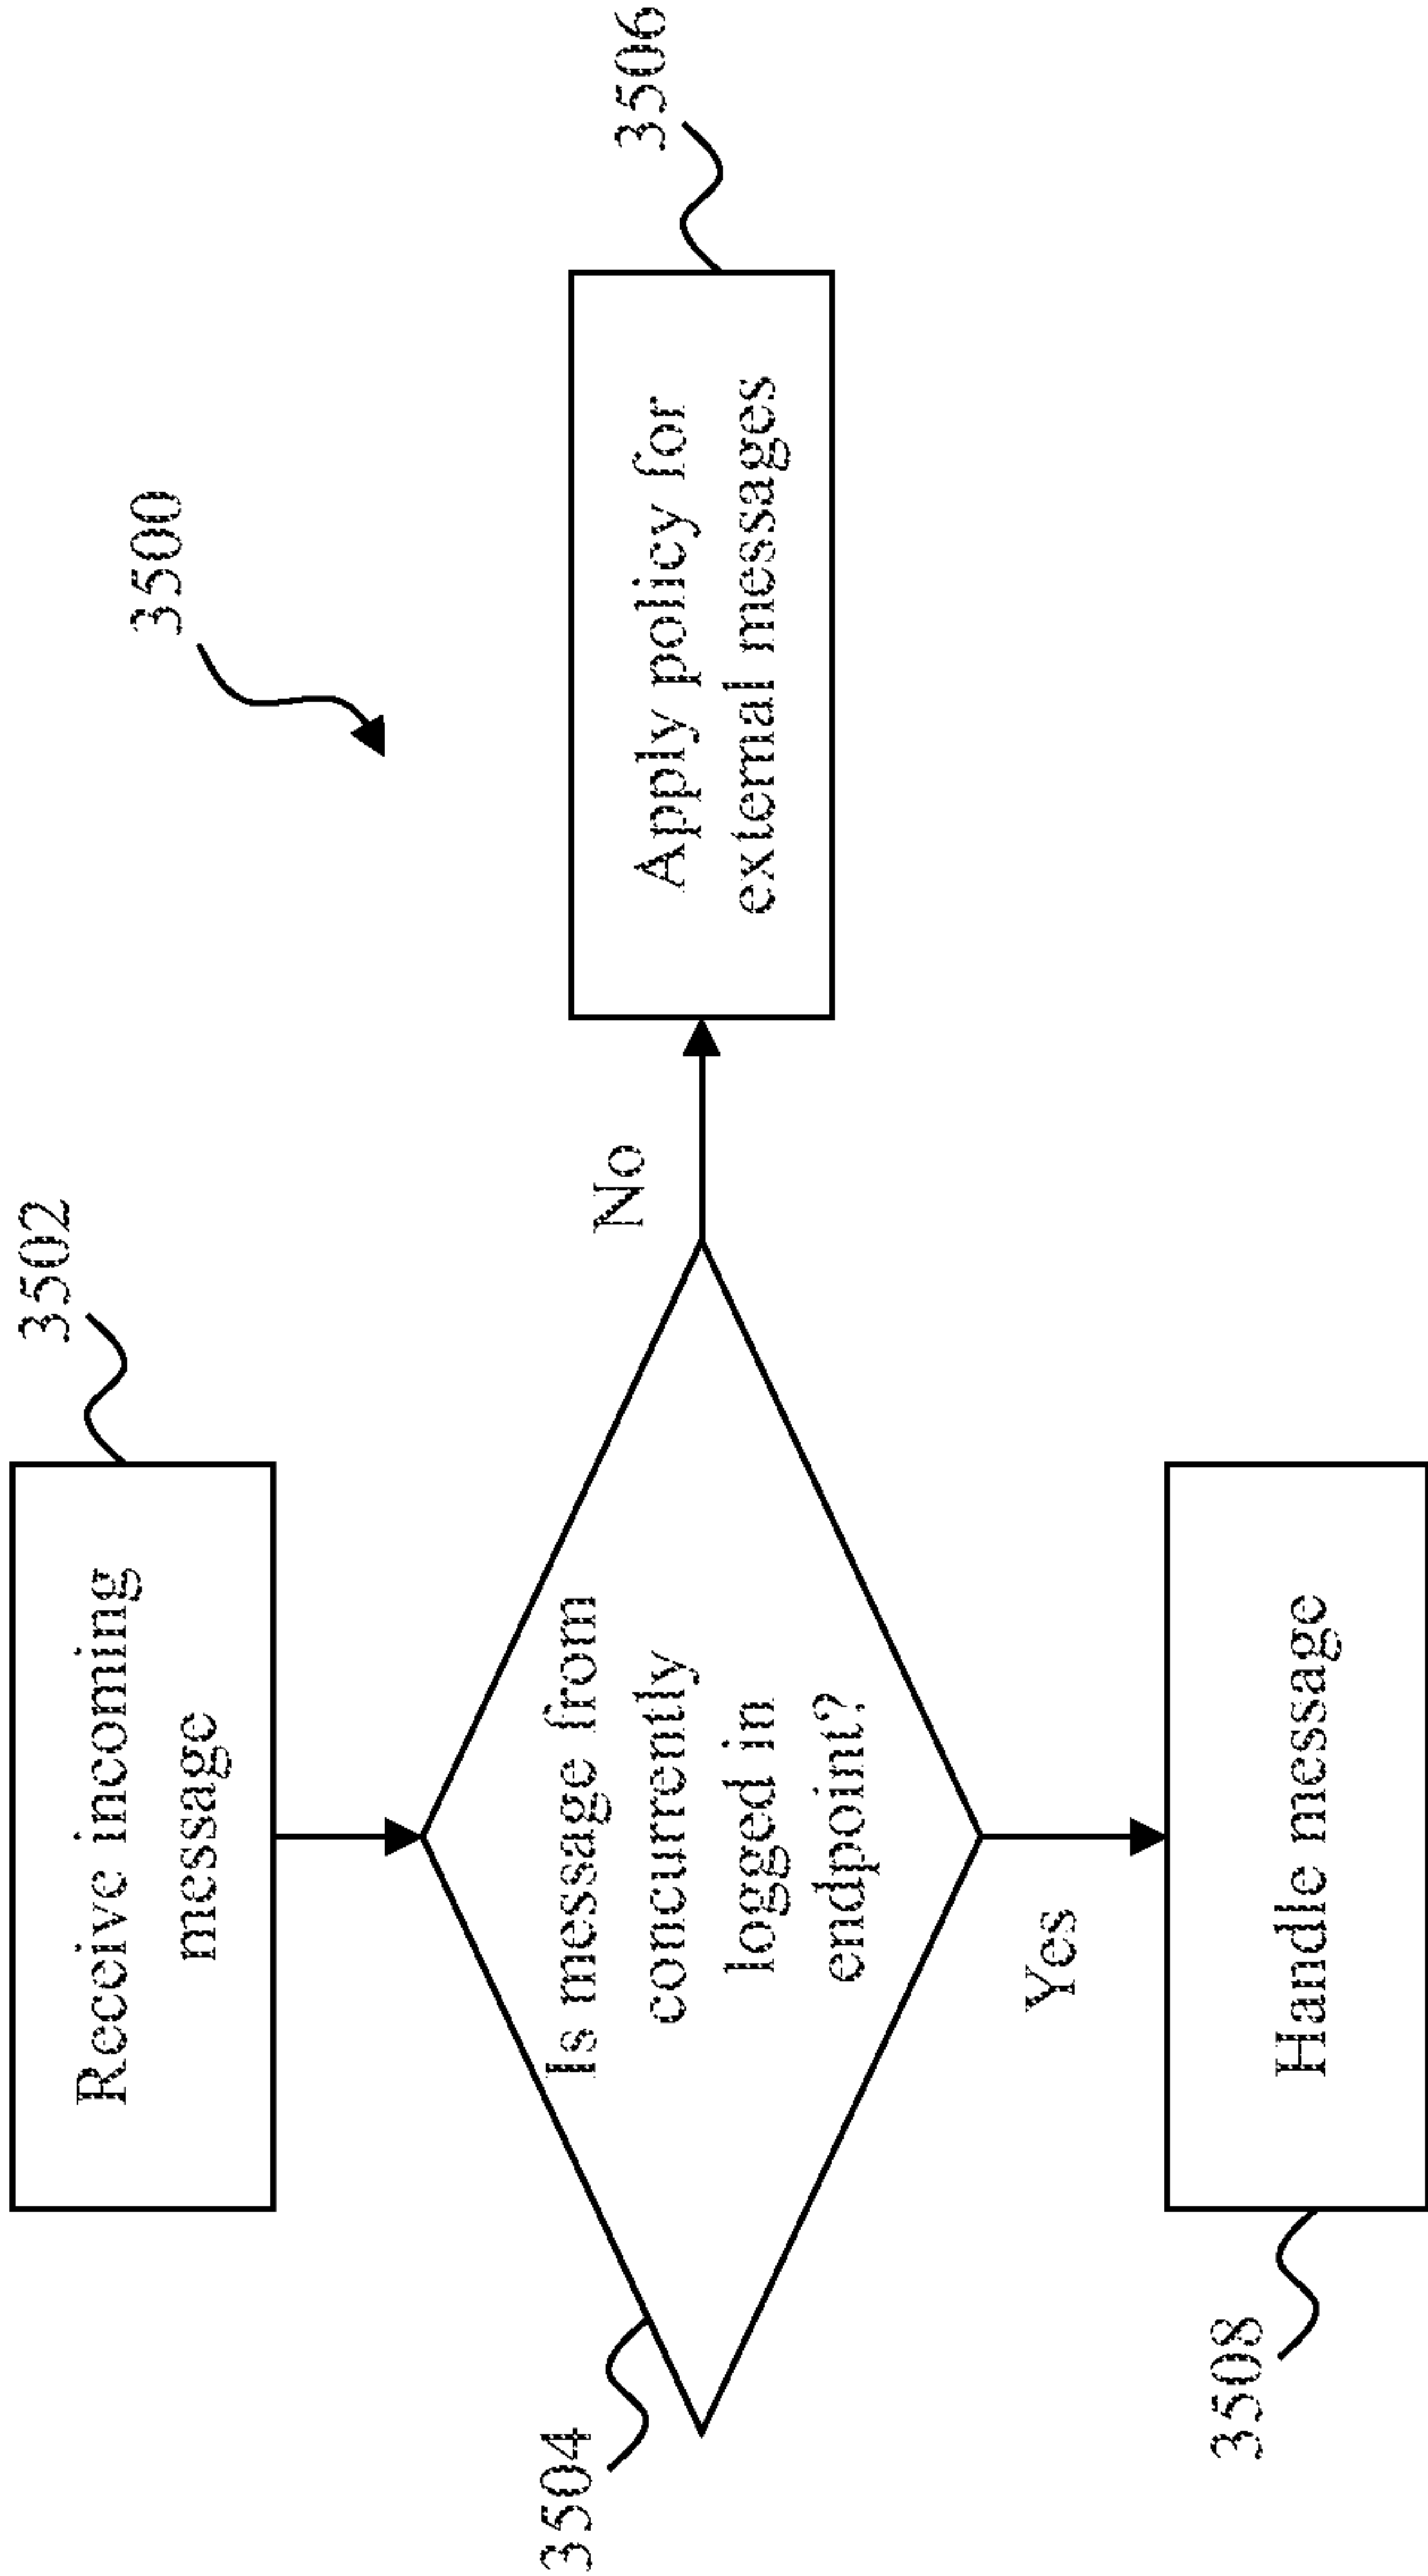 3500
Receive incoming
message
3502
Is message from
concurrently
logged in
endpoint?
3504
No
Apply policy for
external messages
3506
Yes
Handle message
3508